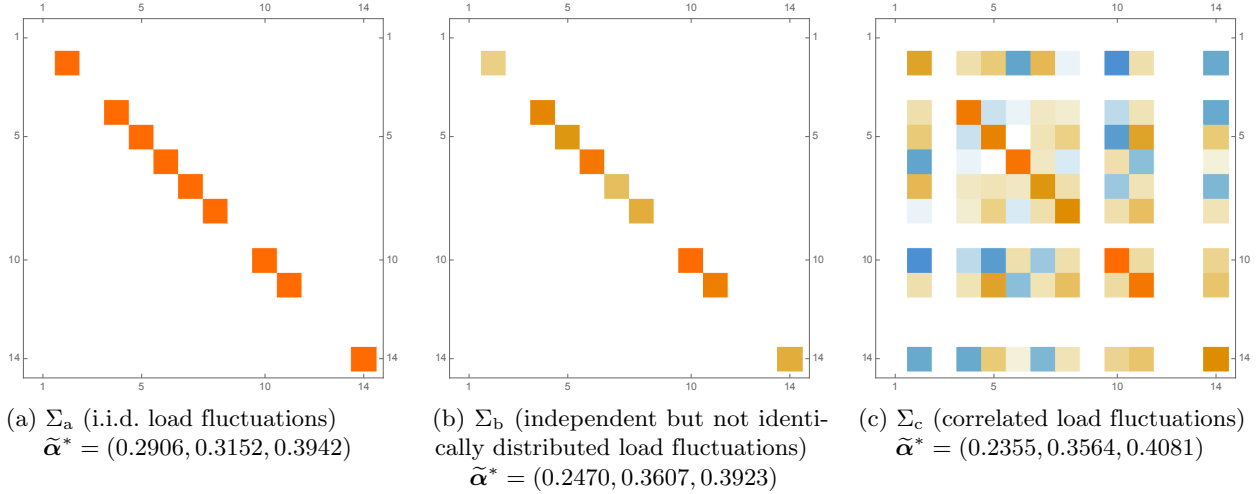 1 5 10 14
1 1
5 5
10 10
14 14
1 5 10 14
1 5 10 14
1 1
5 5
10 10
14 14
1 5 10 14
1 5 10 14
1 1
5 5
10 10
14 14
1 5 10 14
(a) Σa (i.i.d. load fluctuations)
α̃* = (0.2906, 0.3152, 0.3942)
(b) Σb (independent but not identi-
cally distributed load fluctuations)
α̃* = (0.2470, 0.3607, 0.3923)
(c) Σc (correlated load fluctuations)
α̃* = (0.2355, 0.3564, 0.4081)